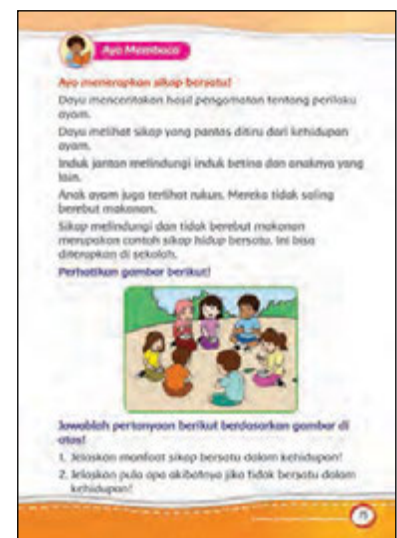 Ayo Membaca
Ayo menerapkan sikap bersatu!
Dayu menceritakan hasil pengamatan tentang perilaku
ayam.
Dayu melihat sikap yang pantas ditiru dari kehidupan
ayam.
Induk jantan melindungi induk betina dan anaknya yang
lain.
Anak ayam juga terlihat rukun. Mereka tidak saling
berebut makanan.
Sikap melindungi dan tidak berebut makanan
merupakan contoh sikap hidup bersatu. Ini bisa
diterapkan di sekolah.
Perhatikan gambar berikut!
Jawablah pertanyaan berikut berdasarkan gambar di
atas!
1. Jelaskan manfaat sikap bersatu dalam kehidupan!
2. Jelaskan pula apa akibatnya jika tidak bersatu dalam
kehidupan!